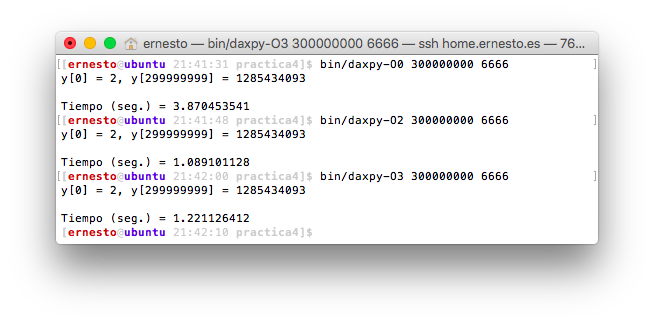 ernesto — bin/daxpy-O3 300000000 6666 — ssh home.ernesto.es — 76...
[[ernesto@ubuntu 21:41:31 practica4]$ bin/daxpy-O0 300000000 6666 ]
y[0] = 2, y[299999999] = 1285434093
Tiempo (seg.) = 3.870453541
[[ernesto@ubuntu 21:41:48 practica4]$ bin/daxpy-O2 300000000 6666 ]
y[0] = 2, y[299999999] = 1285434093
Tiempo (seg.) = 1.089101128
[[ernesto@ubuntu 21:42:00 practica4]$ bin/daxpy-O3 300000000 6666 ]
y[0] = 2, y[299999999] = 1285434093
Tiempo (seg.) = 1.221126412
[ernesto@ubuntu 21:42:10 practica4]$